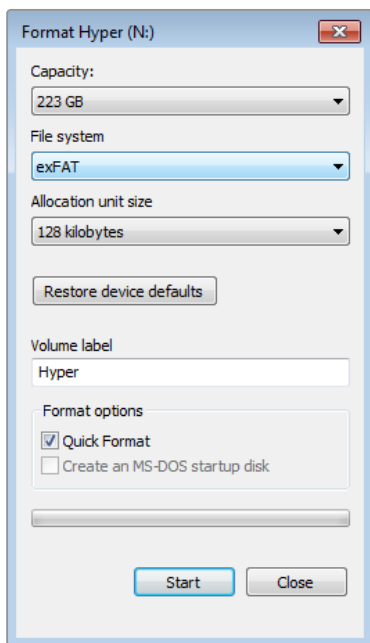 Format Hyper (N:)
Capacity:
223 GB
File system
exFAT
Allocation unit size
128 kilobytes
Restore device defaults
Volume label
Hyper
Format options
Quick Format
Create an MS-DOS startup disk
Start Close